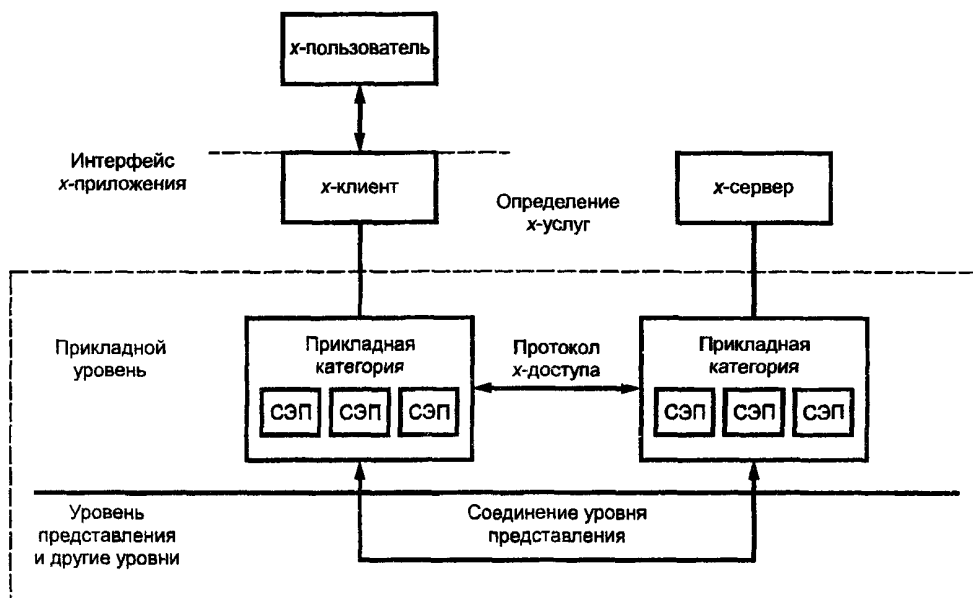 x-пользователь
Интерфейс
x-приложения
x-клиент
x-сервер
Определение
x-услуг
Прикладной
уровень
Прикладная
категория
СЭП СЭП СЭП
Протокол
x-доступа
Прикладная
категория
СЭП СЭП СЭП
Уровень
представления
и другие уровни
Соединение уровня
представления